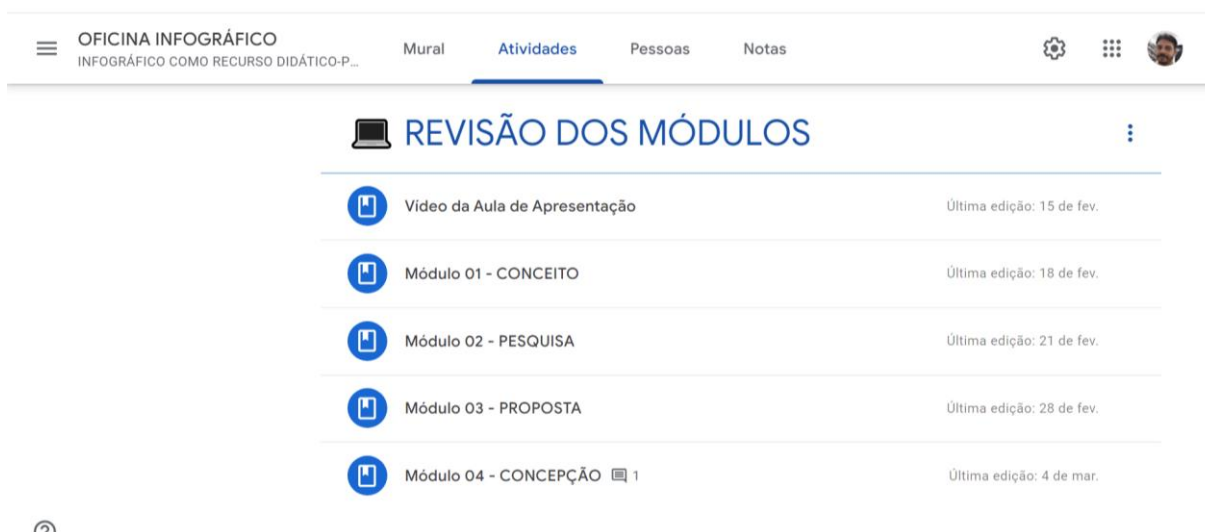 OFICINA INFOGRÁFICO
INFOGRÁFICO COMO RECURSO DIDÁTICO-P...
Mural
Atividades
Pessoas
Notas
REVISÃO DOS MÓDULOS
Vídeo da Aula de Apresentação
Última edição: 15 de fev.
Módulo 01 - CONCEITO
Última edição: 18 de fev.
Módulo 02 - PESQUISA
Última edição: 21 de fev.
Módulo 03 - PROPOSTA
Última edição: 28 de fev.
Módulo 04 - CONCEPÇÃO 1
Última edição: 4 de mar.